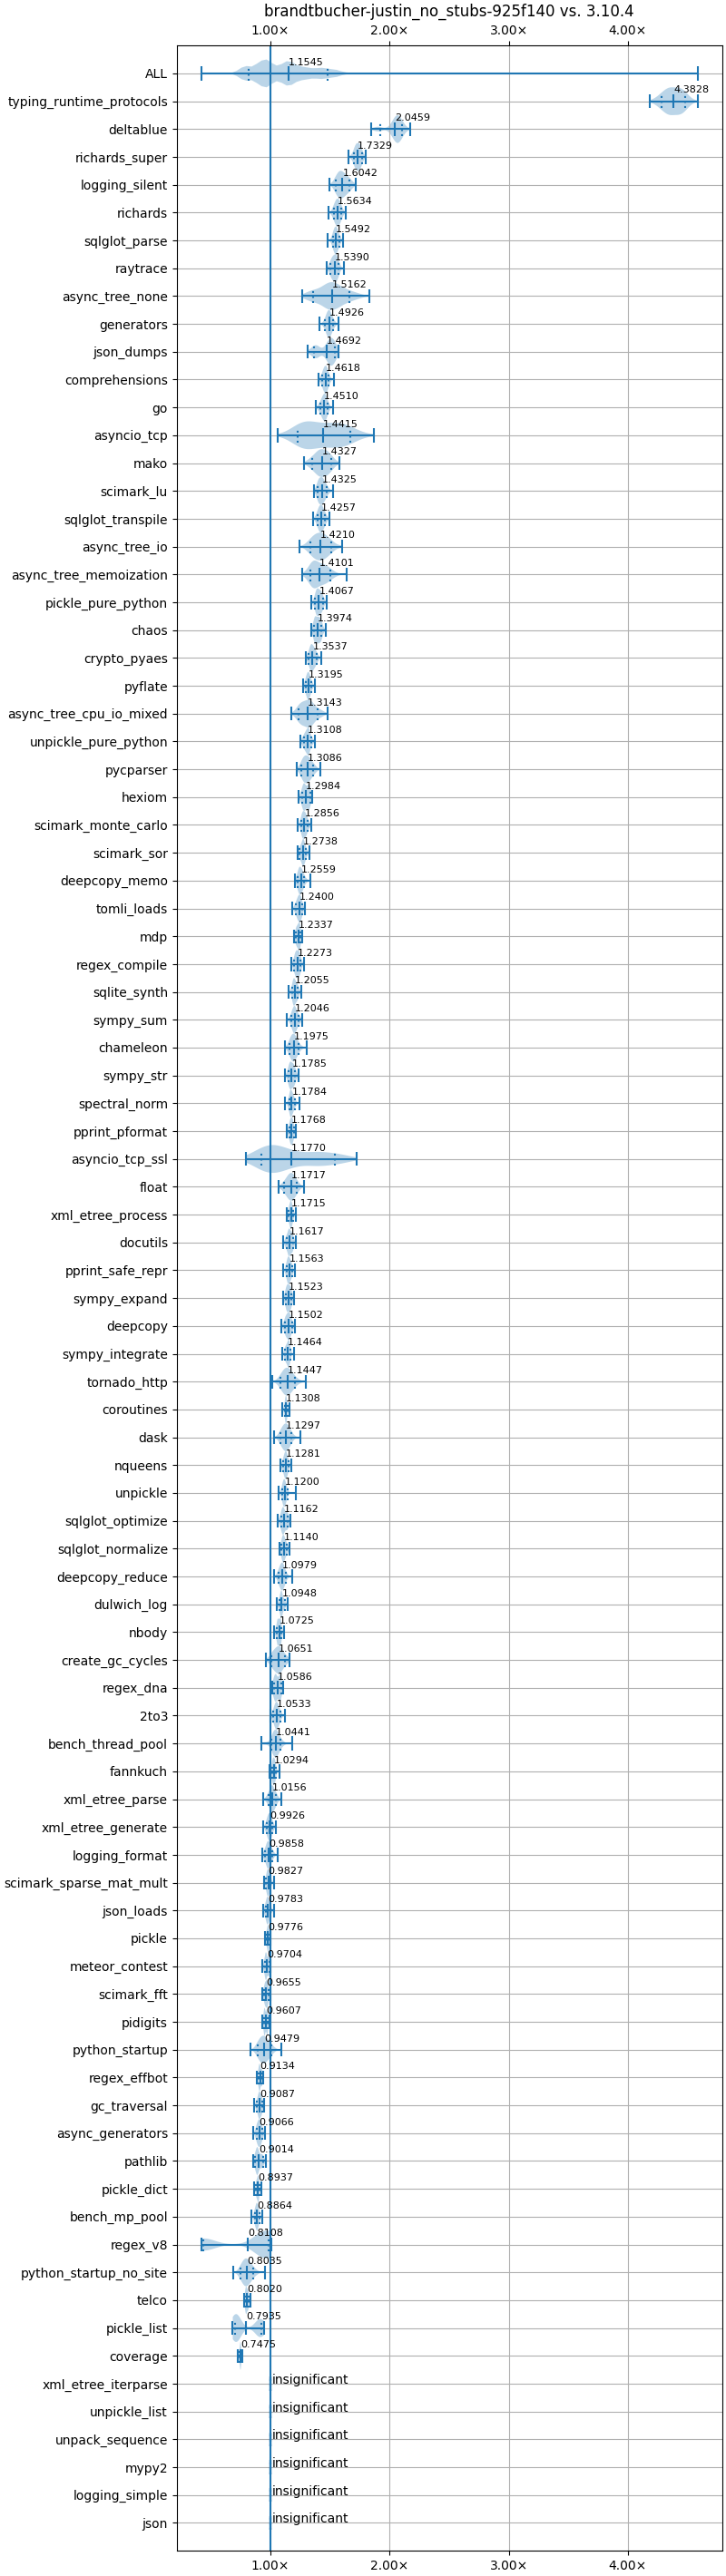 brandtbucher-justin_no_stubs-925f140 vs. 3.10.4
1.00× 2.00× 3.00× 4.00×
ALL 1.1545
typing_runtime_protocols 4.3828
deltablue 2.0459
richards_super 1.7329
logging_silent 1.6042
richards 1.5634
sqlglot_parse 1.5492
raytrace 1.5390
async_tree_none 1.5162
generators 1.4926
json_dumps 1.4692
comprehensions 1.4618
go 1.4510
asyncio_tcp 1.4415
mako 1.4327
scimark_lu 1.4325
sqlglot_transpile 1.4257
async_tree_io 1.4210
async_tree_memoization 1.4101
pickle_pure_python 1.4067
chaos 1.3974
crypto_pyaes 1.3537
pyflate 1.3195
async_tree_cpu_io_mixed 1.3143
unpickle_pure_python 1.3108
pycparser 1.3086
hexiom 1.2984
scimark_monte_carlo 1.2856
scimark_sor 1.2738
deepcopy_memo 1.2559
tomli_loads 1.2400
mdp 1.2337
regex_compile 1.2273
sqlite_synth 1.2055
sympy_sum 1.2046
chameleon 1.1975
sympy_str 1.1785
spectral_norm 1.1784
pprint_pformat 1.1768
asyncio_tcp_ssl 1.1770
float 1.1717
xml_etree_process 1.1715
docutils 1.1617
pprint_safe_repr 1.1563
sympy_expand 1.1523
deepcopy 1.1502
sympy_integrate 1.1464
tornado_http 1.1447
coroutines 1.1308
dask 1.1297
nqueens 1.1281
unpickle 1.1200
sqlglot_optimize 1.1162
sqlglot_normalize 1.1140
deepcopy_reduce 1.0979
dulwich_log 1.0948
nbody 1.0725
create_gc_cycles 1.0651
regex_dna 1.0586
2to3 1.0533
bench_thread_pool 1.0441
fannkuch 1.0294
xml_etree_parse 1.0156
xml_etree_generate 0.9926
logging_format 0.9858
scimark_sparse_mat_mult 0.9827
json_loads 0.9783
pickle 0.9776
meteor_contest 0.9704
scimark_fft 0.9655
pidigits 0.9607
python_startup 0.9479
regex_effbot 0.9134
gc_traversal 0.9087
async_generators 0.9066
pathlib 0.9014
pickle_dict 0.8937
bench_mp_pool 0.8864
regex_v8 0.8108
python_startup_no_site 0.8035
telco 0.8020
pickle_list 0.7935
coverage 0.7475
xml_etree_iterparse insignificant
unpickle_list insignificant
unpack_sequence insignificant
mypy2 insignificant
logging_simple insignificant
json insignificant
1.00× 2.00× 3.00× 4.00×